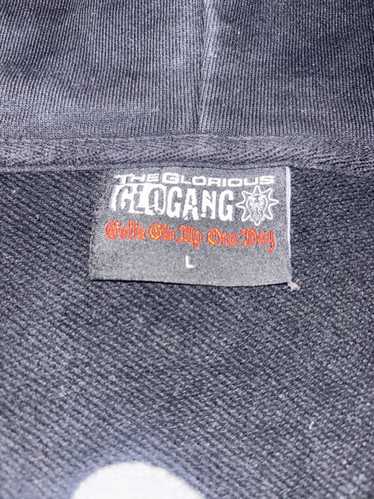 THE GLORIOUS
GLOGANG
Gotta Glo Up One Day
L